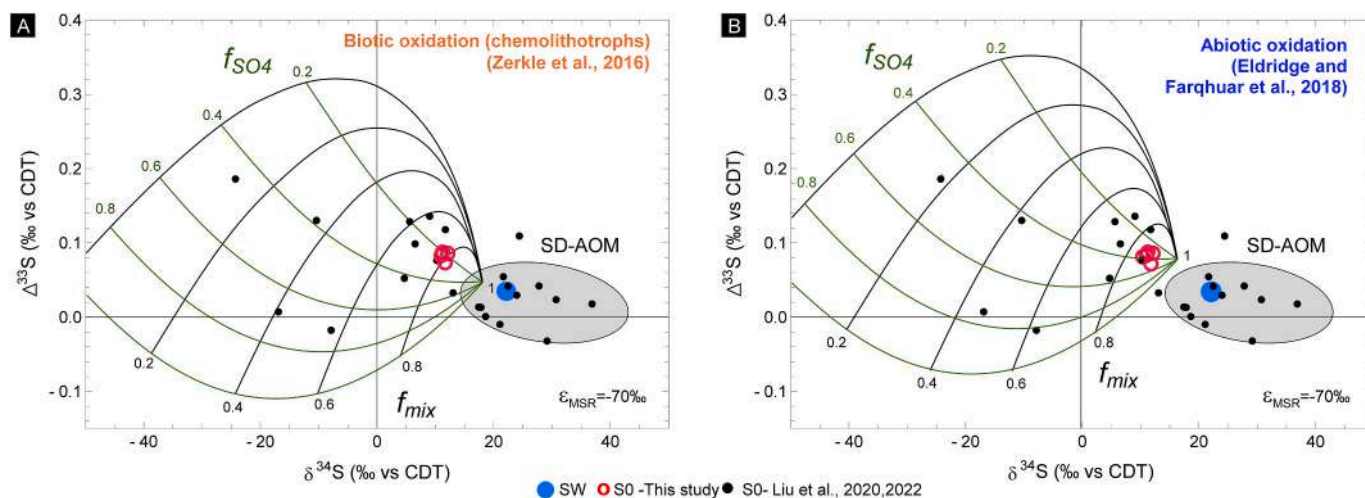 A
Biotic oxidation (chemolithotrophs)
(Zerkle et al., 2016)
fSO4
0.2
0.4
0.6
0.8
1
SD-AOM
0.2
0.4
0.6
0.8
fmix
εMSR=-70‰
0.4
0.3
0.2
0.1
0.0
- 0.1
- 40
- 20
0
20
40
Δ33S (‰ vs CDT)
δ 34S (‰ vs CDT)
B
Abiotic oxidation
(Eldridge and
Farqhuar et al., 2018)
fSO4
0.2
0.4
0.6
0.8
1
SD-AOM
0.2
0.4
0.6
0.8
fmix
εMSR=-70‰
0.4
0.3
0.2
0.1
0.0
- 0.1
- 40
- 20
0
20
40
Δ33S (‰ vs CDT)
δ 34S (‰ vs CDT)
SW S0 -This study S0- Liu et al., 2020,2022